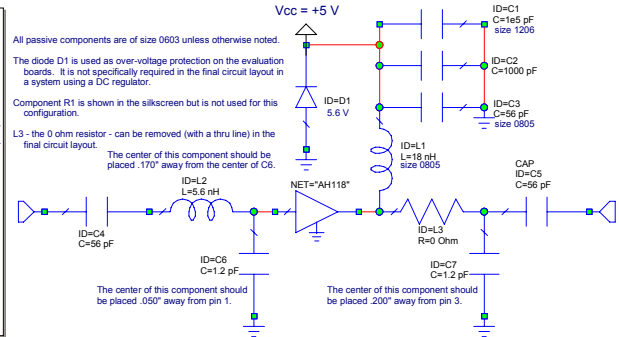 Vcc = +5 V
ID=C1
C=1e5 pF
size 1206
All passive components are of size 0603 unless otherwise noted.
The diode D1 is used as over-voltage protection on the evaluation
boards. It is not specifically required in the final circuit layout in
a system using a DC regulator.
Component R1 is shown in the silkscreen but is not used for this
configuration.
L3 - the 0 ohm resistor - can be removed (with a thru line) in the
final circuit layout.
ID=C2
C=1000 pF
ID=D1
5.6 V
ID=C3
C=56 pF
size 0805
ID=L1
L=18 nH
size 0805
The center of this component should be
placed .170" away from the center of C6.
ID=L2
L=5.6 nH
NET="AH118"
CAP
ID=C5
C=56 pF
ID=C4
C=56 pF
ID=L3
R=0 Ohm
ID=C6
C=1.2 pF
ID=C7
C=1.2 pF
The center of this component should
be placed .050" away from pin 1.
The center of this component should
be placed .200" away from pin 3.